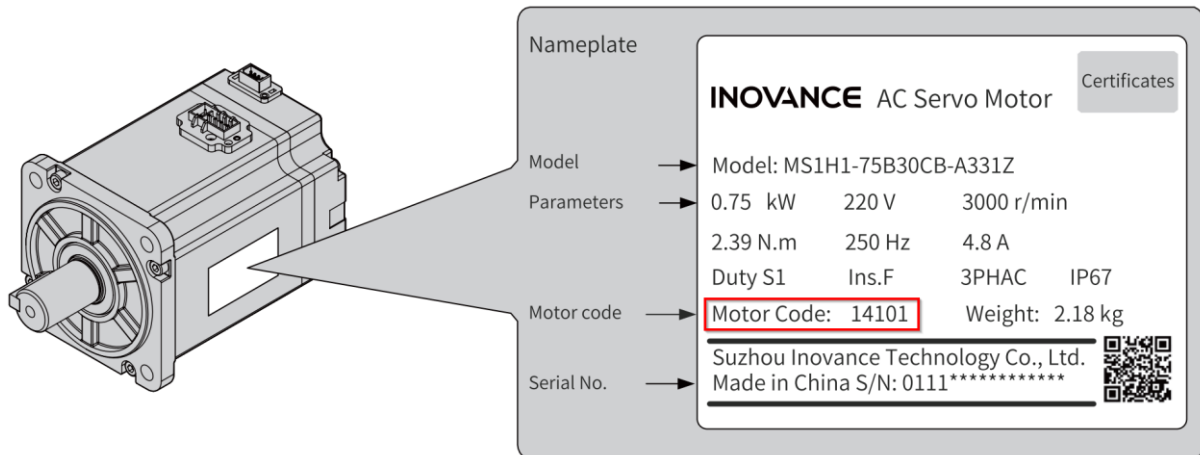 Nameplate
Certificates
INOVANCE AC Servo Motor
Model
Model: MS1H1-75B30CB-A331Z
Parameters
0.75 kW 220 V 3000 r/min
2.39 N.m 250 Hz 4.8 A
Duty S1 Ins.F 3PHAC IP67
Motor code
Motor Code: 14101 Weight: 2.18 kg
Suzhou Inovance Technology Co., Ltd.
Serial No.
Made in China S/N: 0111************